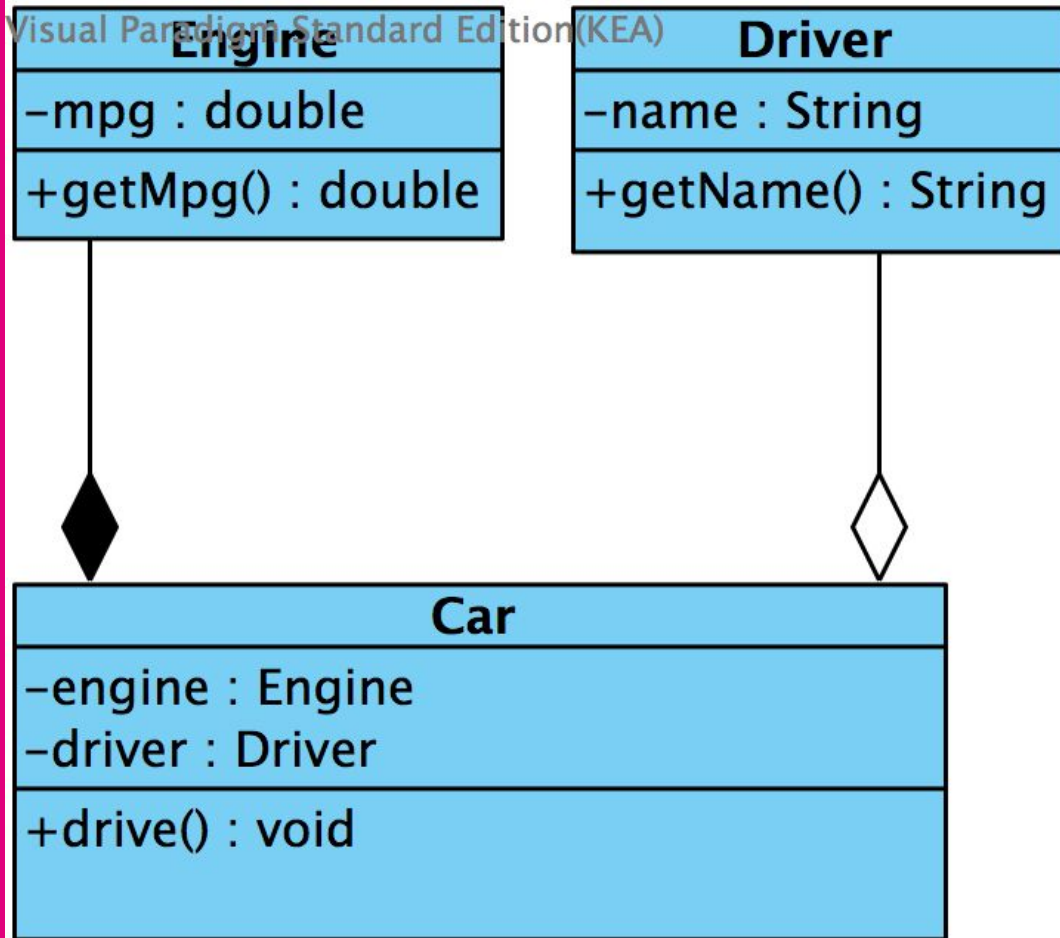 Visual Paradigm Standard Edition(KEA)
Engine
-mpg : double
+getMpg() : double
Driver
-name : String
+getName() : String
Car
-engine : Engine
-driver : Driver
+drive() : void